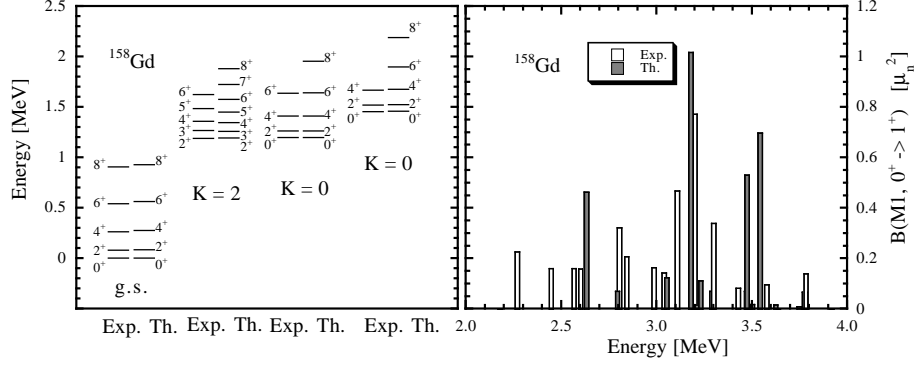 2.5
2
1.5
1
0.5
0
Energy [MeV]
¹⁵⁸Gd
8⁺ 8⁺
6⁺ 6⁺
4⁺ 4⁺
2⁺ 2⁺
0⁺ 0⁺
g.s.
Exp. Th.
8⁺
7⁺
6⁺ 6⁺
5⁺ 5⁺
4⁺ 4⁺
3⁺ 3⁺
2⁺ 2⁺
K = 2
Exp. Th.
8⁺
6⁺ 6⁺
4⁺ 4⁺
2⁺ 2⁺
0⁺ 0⁺
K = 0
Exp. Th.
8⁺
6⁺
4⁺ 4⁺
2⁺ 2⁺
0⁺ 0⁺
K = 0
Exp. Th.
¹⁵⁸Gd
Exp.
Th.
1.2
1
0.8
0.6
0.4
0.2
0
B(M1, 0⁺ -> 1⁺) [μₙ²]
2.0 2.5 3.0 3.5 4.0
Energy [MeV]